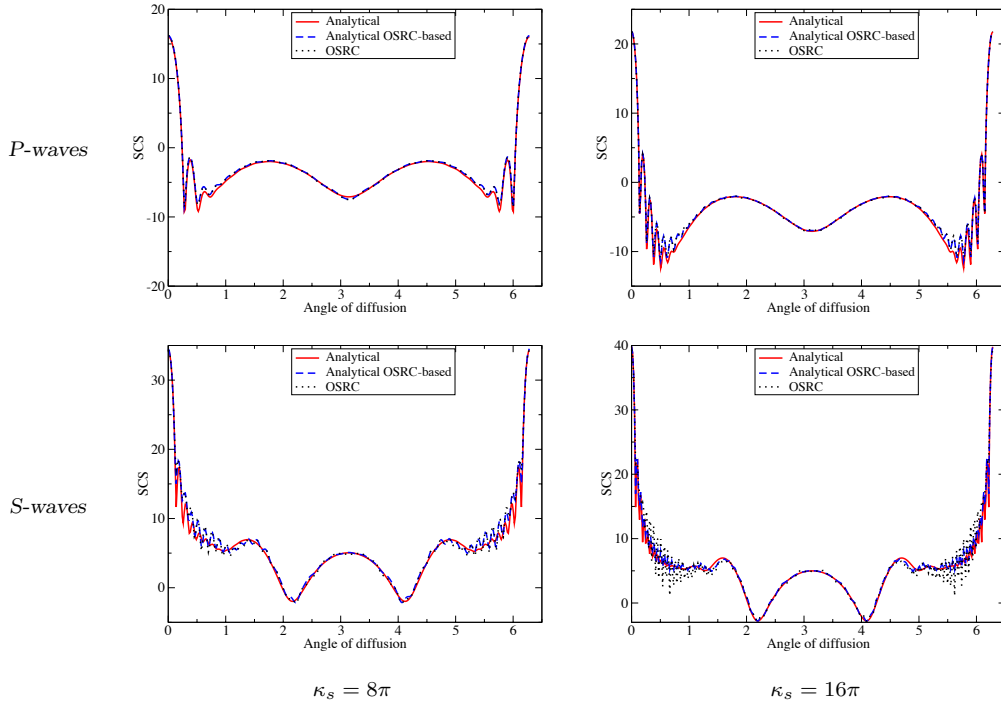 P-waves
20
10
0
-10
-20
SCS
0
1
2
3
4
5
6
Angle of diffusion
Analytical
Analytical OSRC-based
OSRC
20
10
0
-10
SCS
0
1
2
3
4
5
6
Angle of diffusion
Analytical
Analytical OSRC-based
OSRC
S-waves
30
20
10
0
SCS
0
1
2
3
4
5
6
Angle of diffusion
Analytical
Analytical OSRC-based
OSRC
40
30
20
10
0
SCS
0
1
2
3
4
5
6
Angle of diffusion
Analytical
Analytical OSRC-based
OSRC
κs = 8π
κs = 16π